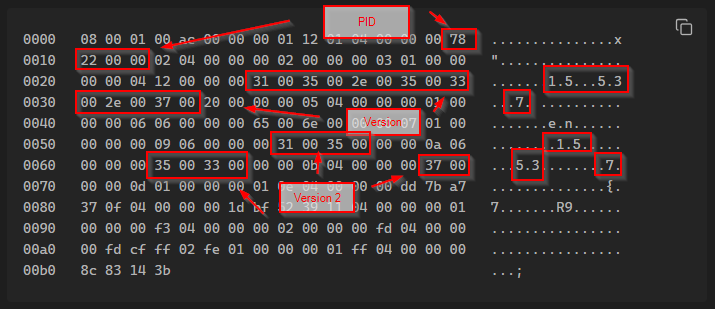 PID
0000 08 00 01 00 ac 00 00 00 01 12 01 04 00 00 00 78 ...............x
0010 22 00 00 02 04 00 00 00 02 00 00 00 03 01 00 00 "...............
0020 00 00 04 12 00 00 00 31 00 35 00 2e 00 35 00 33 .......1.5...5.3
0030 00 2e 00 37 00 20 00 00 00 05 04 00 00 00 01 00 ...7. ..........
0040 00 00 06 06 00 00 00 65 00 6e 00 07 01 00 .......e.n......
Version
0050 00 00 00 09 06 00 00 00 31 00 35 00 00 00 0a 06 ........1.5.....
0060 00 00 00 35 00 33 00 00 00 0b 04 00 00 00 37 00 ...5.3........7.
0070 00 00 0d 01 00 00 00 01 0e 04 00 00 00 dd 7b a7 ..............{.
Version 2
0080 37 0f 04 00 00 00 1d bf 52 39 11 04 00 00 00 01 7.......R9......
0090 00 00 00 f3 04 00 00 00 02 00 00 00 fd 04 00 00 ................
00a0 00 fd cf ff 02 fe 01 00 00 00 01 ff 04 00 00 00 ................
00b0 8c 83 14 3b ...;